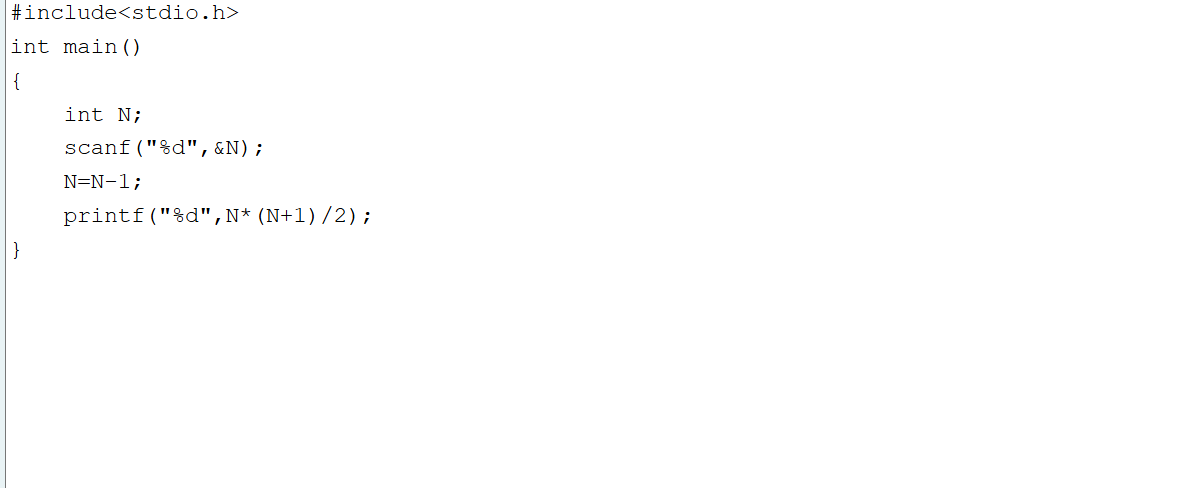 #include<stdio.h>
int main()
{
    int N;
    scanf("%d",&N);
    N=N-1;
    printf("%d",N*(N+1)/2);
}